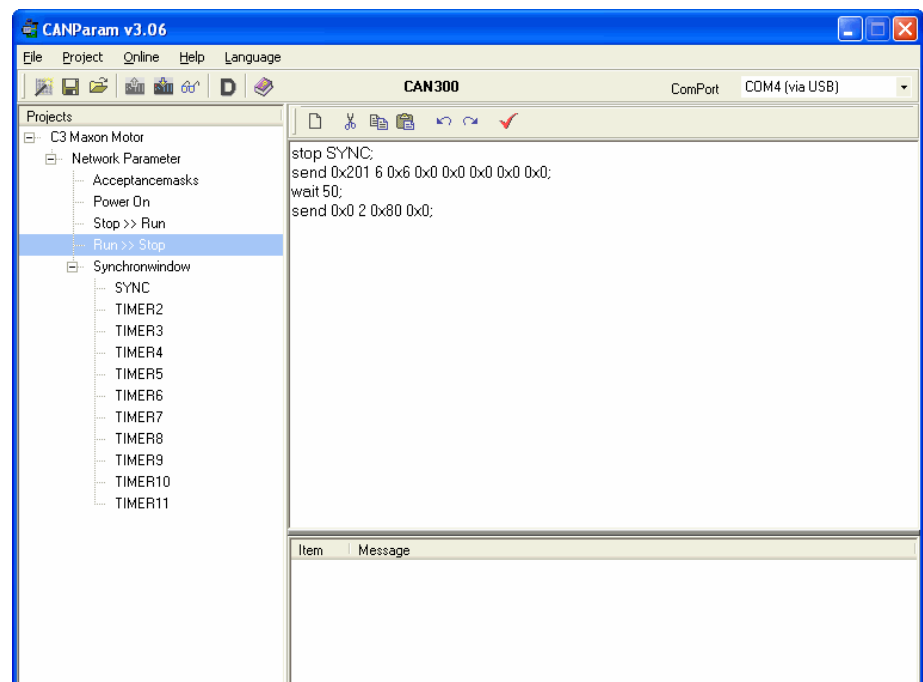 CANParam v3.06
File Project Online Help Language
D CAN300 ComPort COM4 (via USB)
Projects
C3 Maxon Motor
Network Parameter
Acceptancemasks
Power On
Stop >> Run
Run >> Stop
Synchronwindow
SYNC
TIMER2
TIMER3
TIMER4
TIMER5
TIMER6
TIMER7
TIMER8
TIMER9
TIMER10
TIMER11
stop SYNC;
send 0x201 6 0x6 0x0 0x0 0x0 0x0 0x0;
wait 50;
send 0x0 2 0x80 0x0;
Item Message